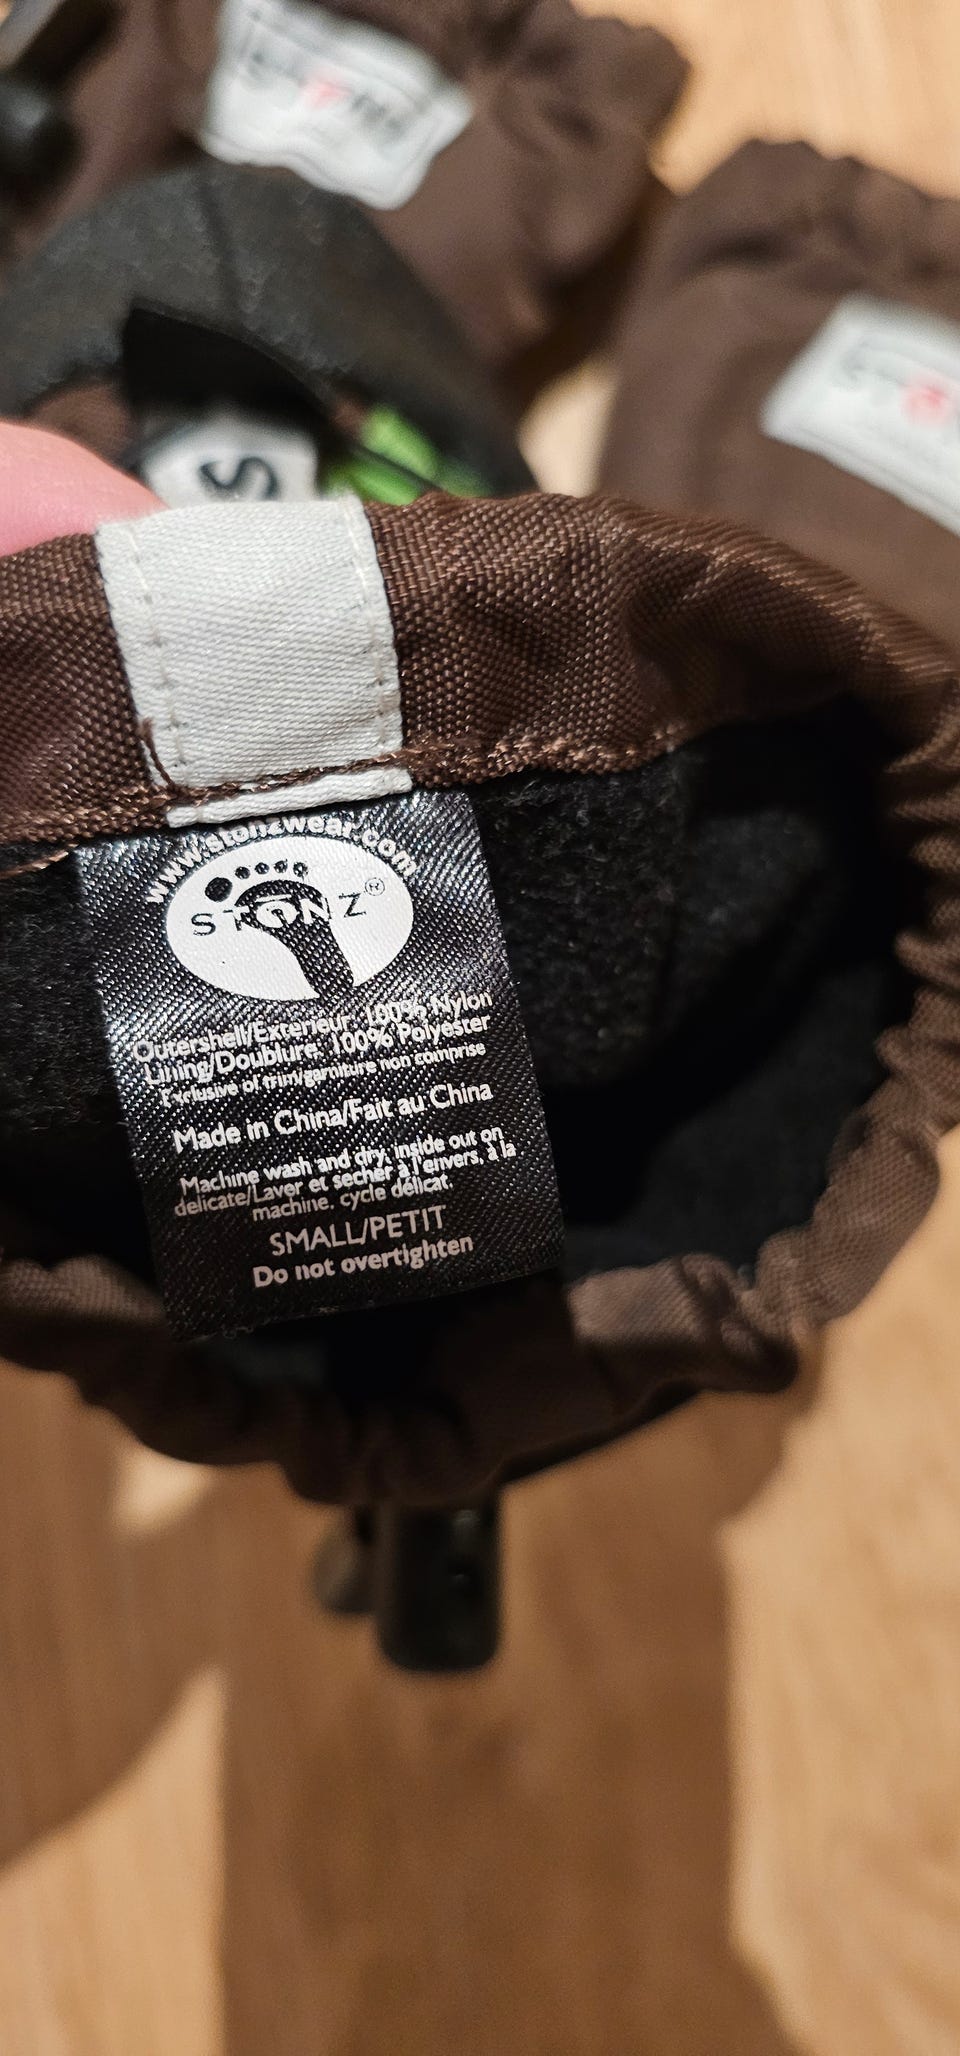 S
www.stonzwear.com
STONZ®
Outershell/Exterieur: 100% Nylon
Lining/Doublure: 100% Polyester
Exclusive of trim/garniture non comprise
Made in China/Fait au China
Machine wash and dry, inside out on
delicate/Laver et secher à l'envers, à la
machine, cycle délicat.
SMALL/PETIT
Do not overtighten